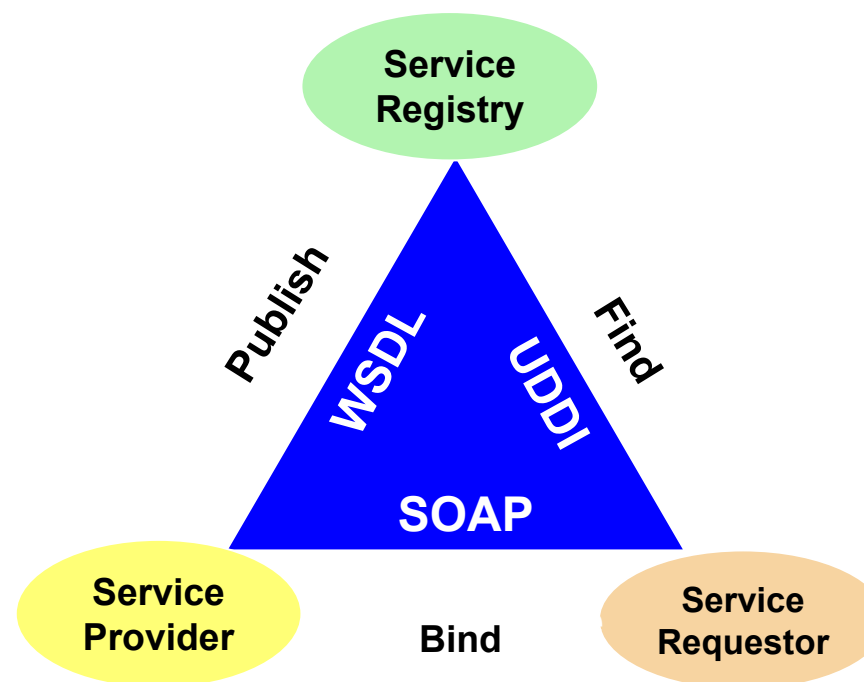 Service
Registry
Publish
Find
WSDL
UDDI
SOAP
Service
Provider
Bind
Service
Requestor